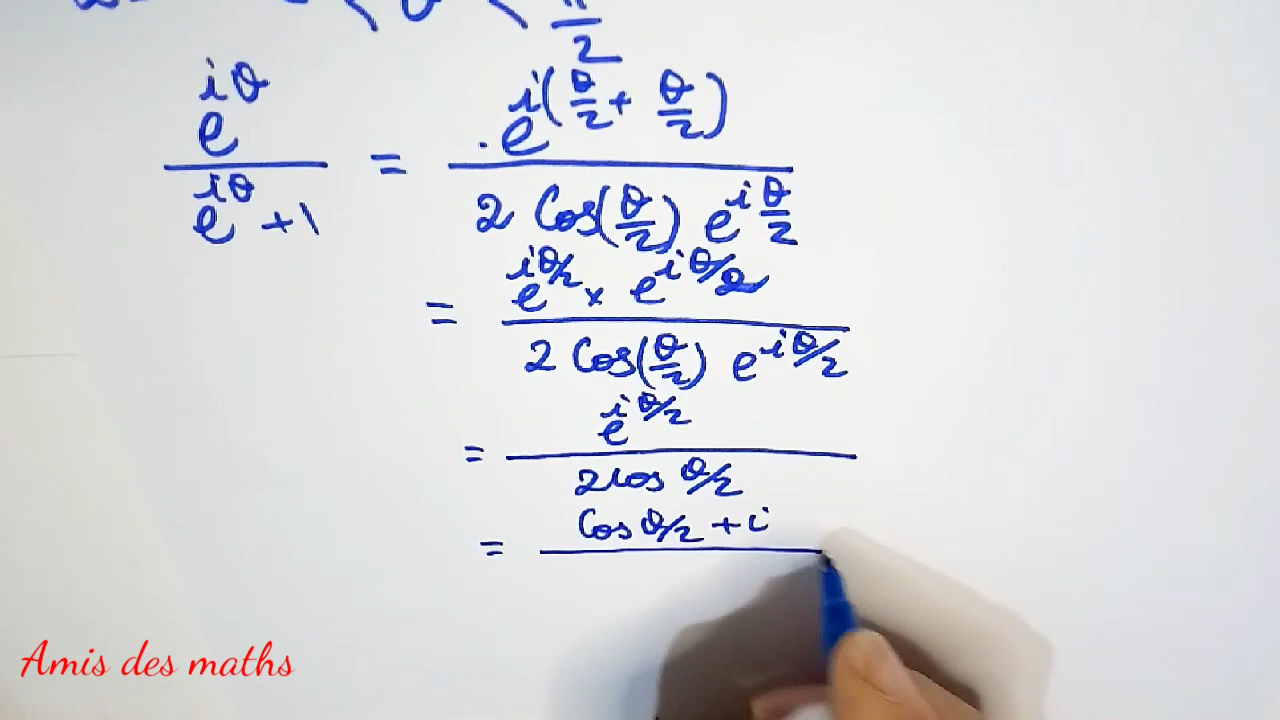 < θ < π/2
e^{iθ}/(e^{iθ} + 1) = e^{i(θ/2 + θ/2)}/(2 Cos(θ/2) e^{iθ/2})
= (e^{iθ/2} × e^{iθ/2})/(2 Cos(θ/2) e^{iθ/2})
= e^{iθ/2}/(2cos θ/2)
= Cos θ/2 + i
Amis des maths